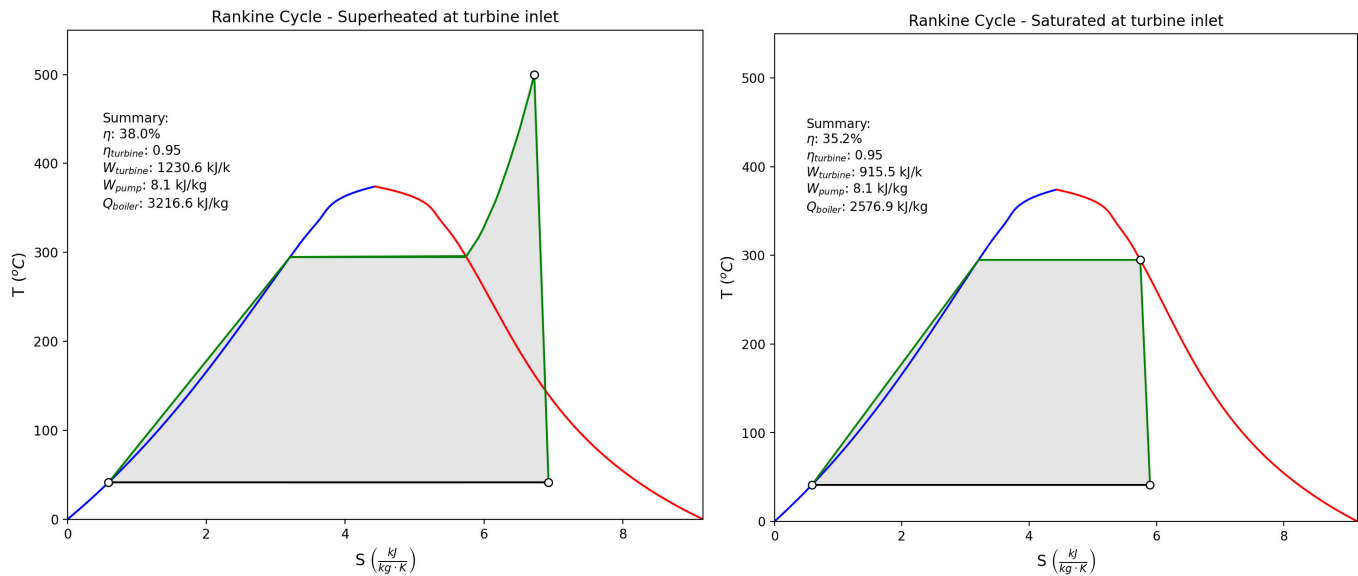 Rankine Cycle - Superheated at turbine inlet
500
400
300
200
100
0
T (°C)
Summary:
η: 38.0%
ηturbine: 0.95
Wturbine: 1230.6 kJ/k
Wpump: 8.1 kJ/kg
Qboiler: 3216.6 kJ/kg
0 2 4 6 8
S (kJ/kg · K)
Rankine Cycle - Saturated at turbine inlet
500
400
300
200
100
0
T (°C)
Summary:
η: 35.2%
ηturbine: 0.95
Wturbine: 915.5 kJ/k
Wpump: 8.1 kJ/kg
Qboiler: 2576.9 kJ/kg
0 2 4 6 8
S (kJ/kg · K)